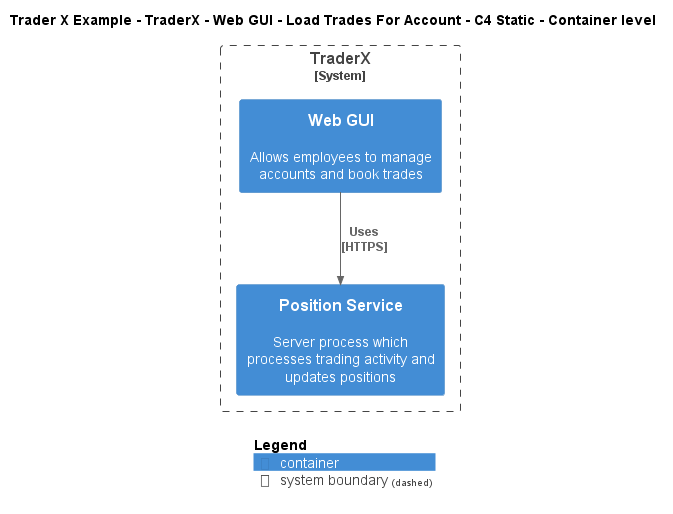 Trader X Example - TraderX - Web GUI - Load Trades For Account - C4 Static - Container level
TraderX
[System]
Web GUI
Allows employees to manage
accounts and book trades
Uses
[HTTPS]
Position Service
Server process which
processes trading activity and
updates positions
Legend
container
system boundary (dashed)